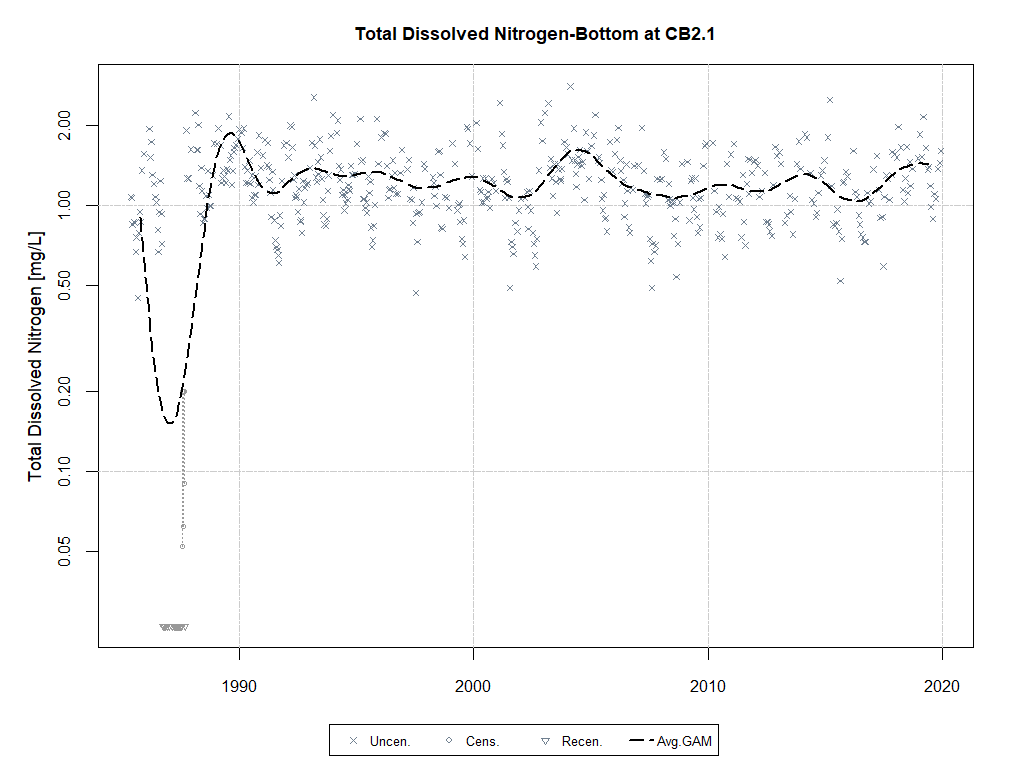 Total Dissolved Nitrogen-Bottom at CB2.1
Total Dissolved Nitrogen [mg/L]
2.00
1.00
0.50
0.20
0.10
0.05
1990 2000 2010 2020
Uncen. Cens. Recen. Avg.GAM